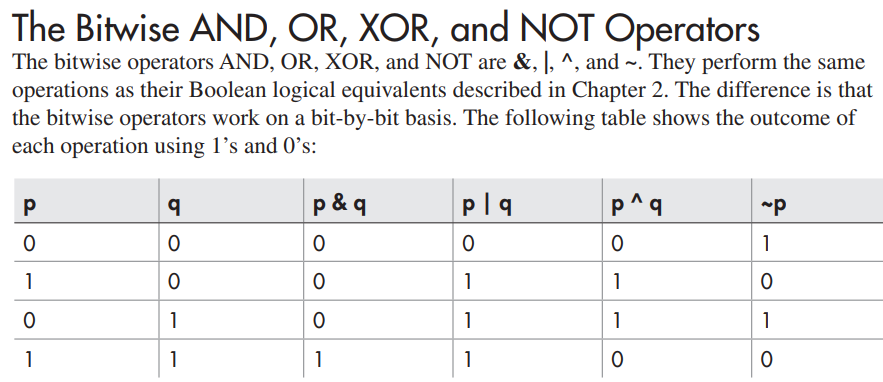 The Bitwise AND, OR, XOR, and NOT Operators
The bitwise operators AND, OR, XOR, and NOT are &, |, ^, and ~. They perform the same
operations as their Boolean logical equivalents described in Chapter 2. The difference is that
the bitwise operators work on a bit-by-bit basis. The following table shows the outcome of
each operation using 1’s and 0’s:
p q p & q p | q p ^ q ~p
0 0 0 0 0 1
1 0 0 1 1 0
0 1 0 1 1 1
1 1 1 1 0 0